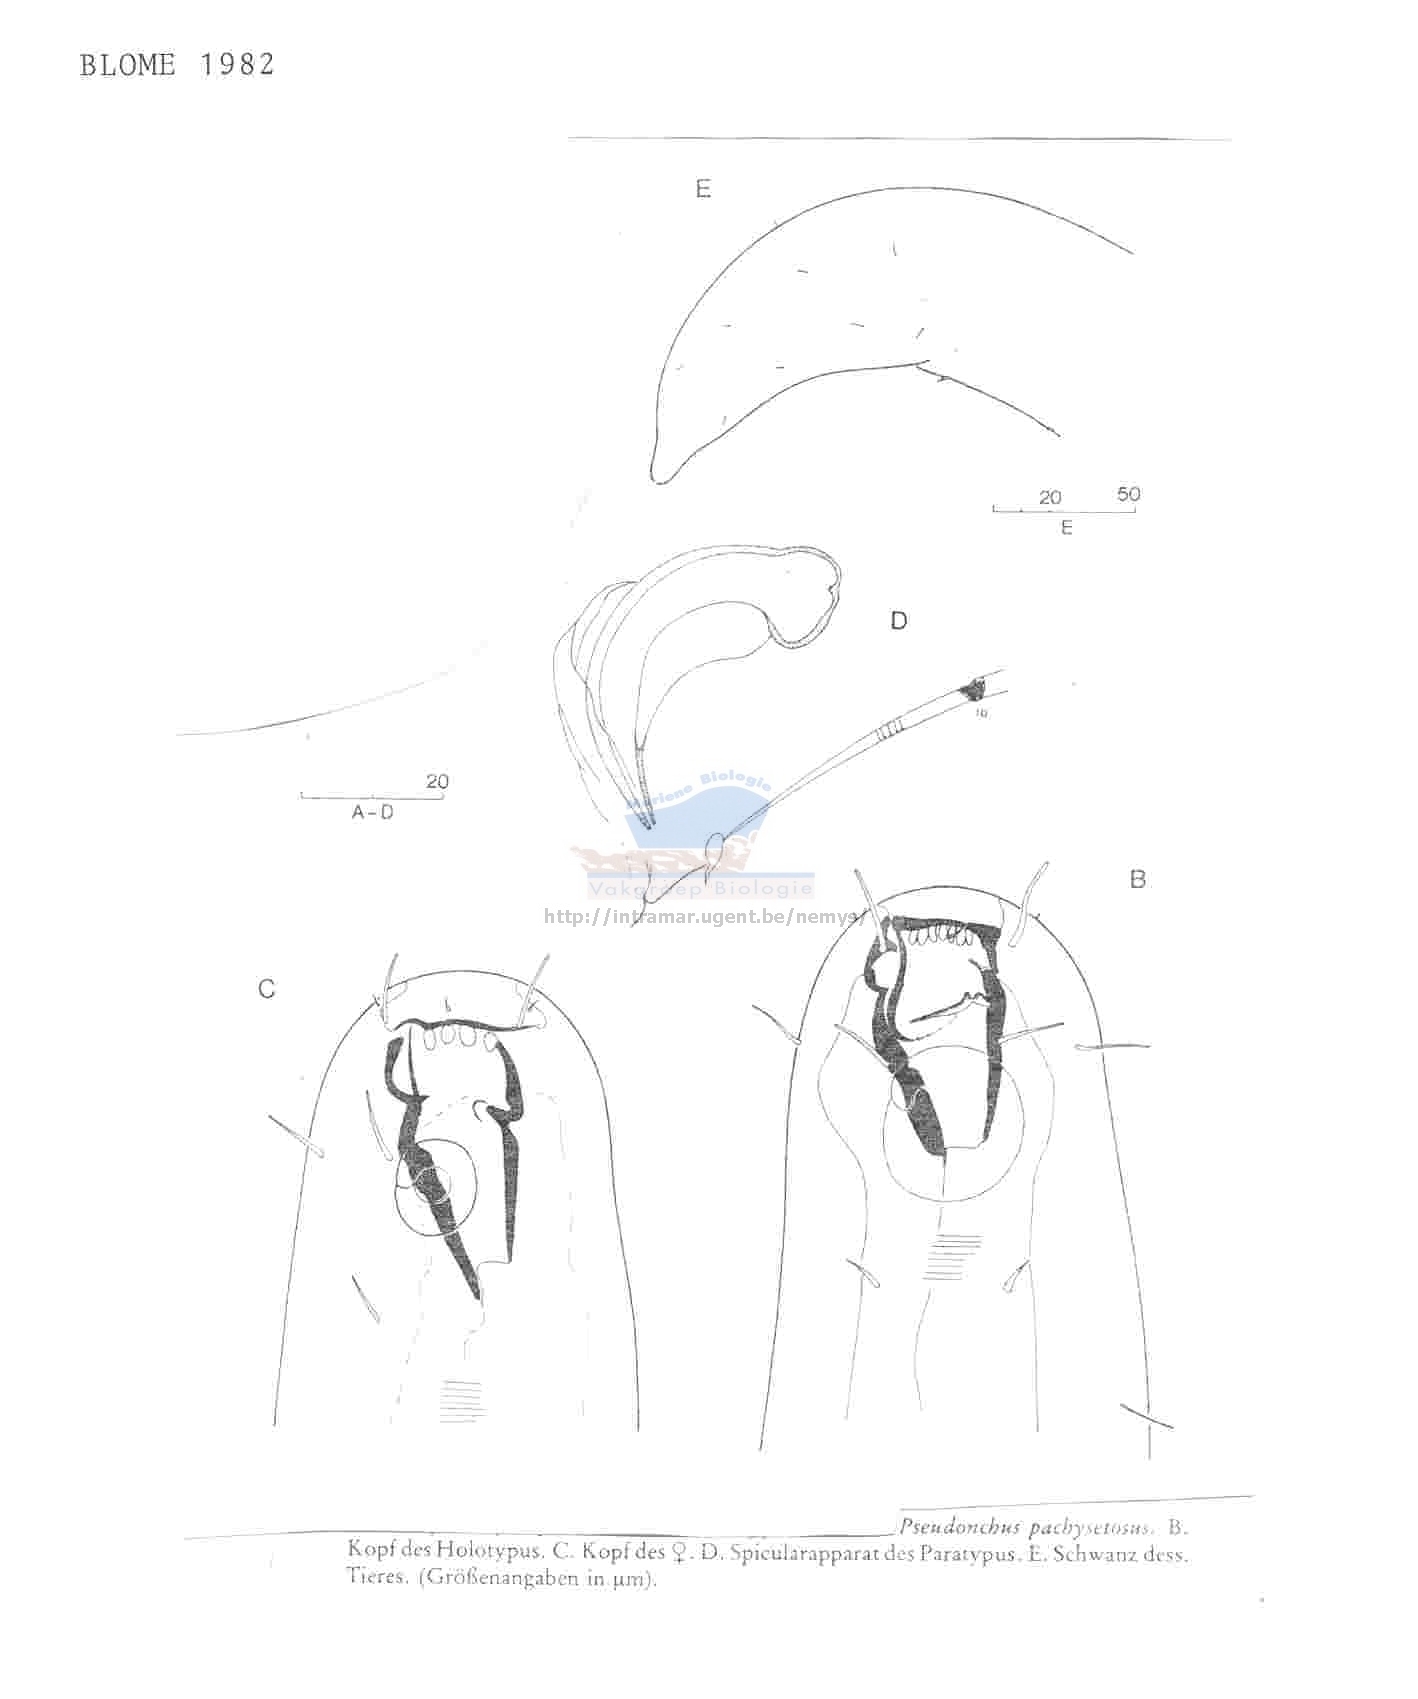 BLOME 1982
E
20 50
E
D
10
20
A-D
Mariene Biologie
Vakgroep Biologie
http://intramar.ugent.be/nemys/
B
C
Pseudonchus pachysetosus. B.
Kopf des Holotypus. C. Kopf des ♀. D. Spicularapparat des Paratypus. E. Schwanz dess.
Tieres. (Größenangaben in µm).